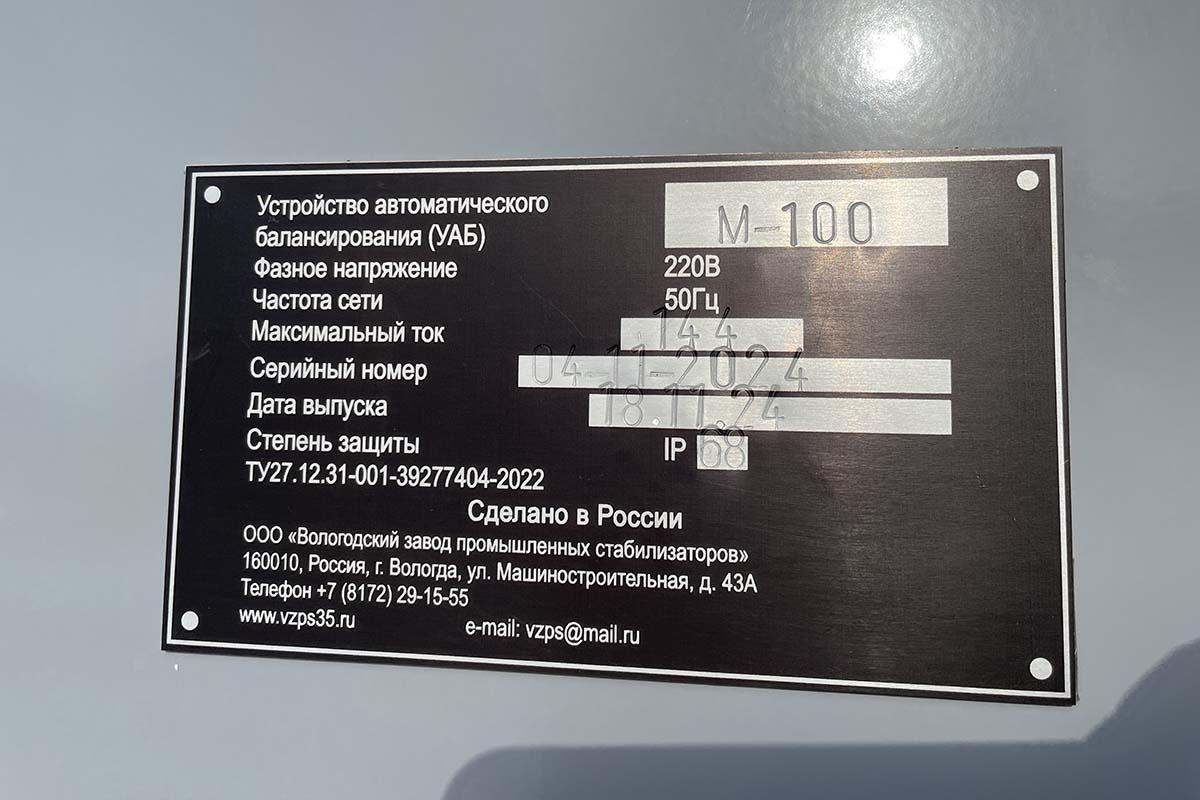 Устройство автоматического
балансирования (УАБ) М-100
Фазное напряжение 220В
Частота сети 50Гц
Максимальный ток 144
Серийный номер 04-11-2024
Дата выпуска 18.11.24
Степень защиты IP 68
ТУ27.12.31-001-39277404-2022
Сделано в России
ООО «Вологодский завод промышленных стабилизаторов»
160010, Россия, г. Вологда, ул. Машиностроительная, д. 43А
Телефон +7 (8172) 29-15-55
www.vzps35.ru e-mail: vzps@mail.ru